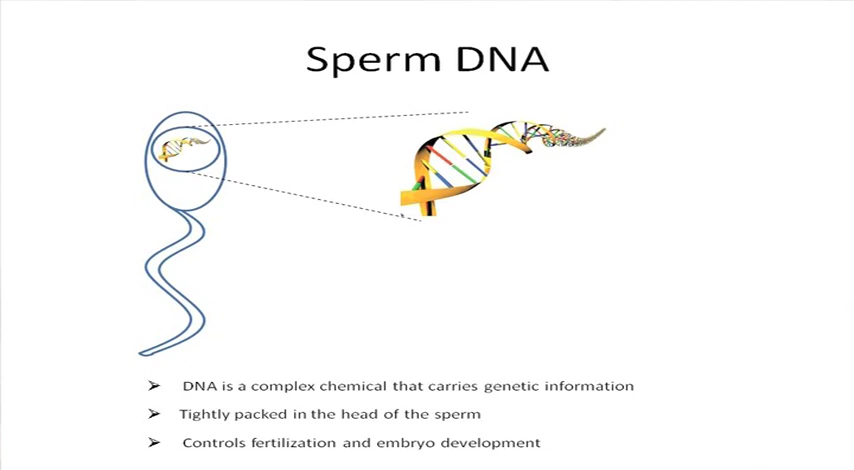 Sperm DNA
➢ DNA is a complex chemical that carries genetic information
➢ Tightly packed in the head of the sperm
➢ Controls fertilization and embryo development